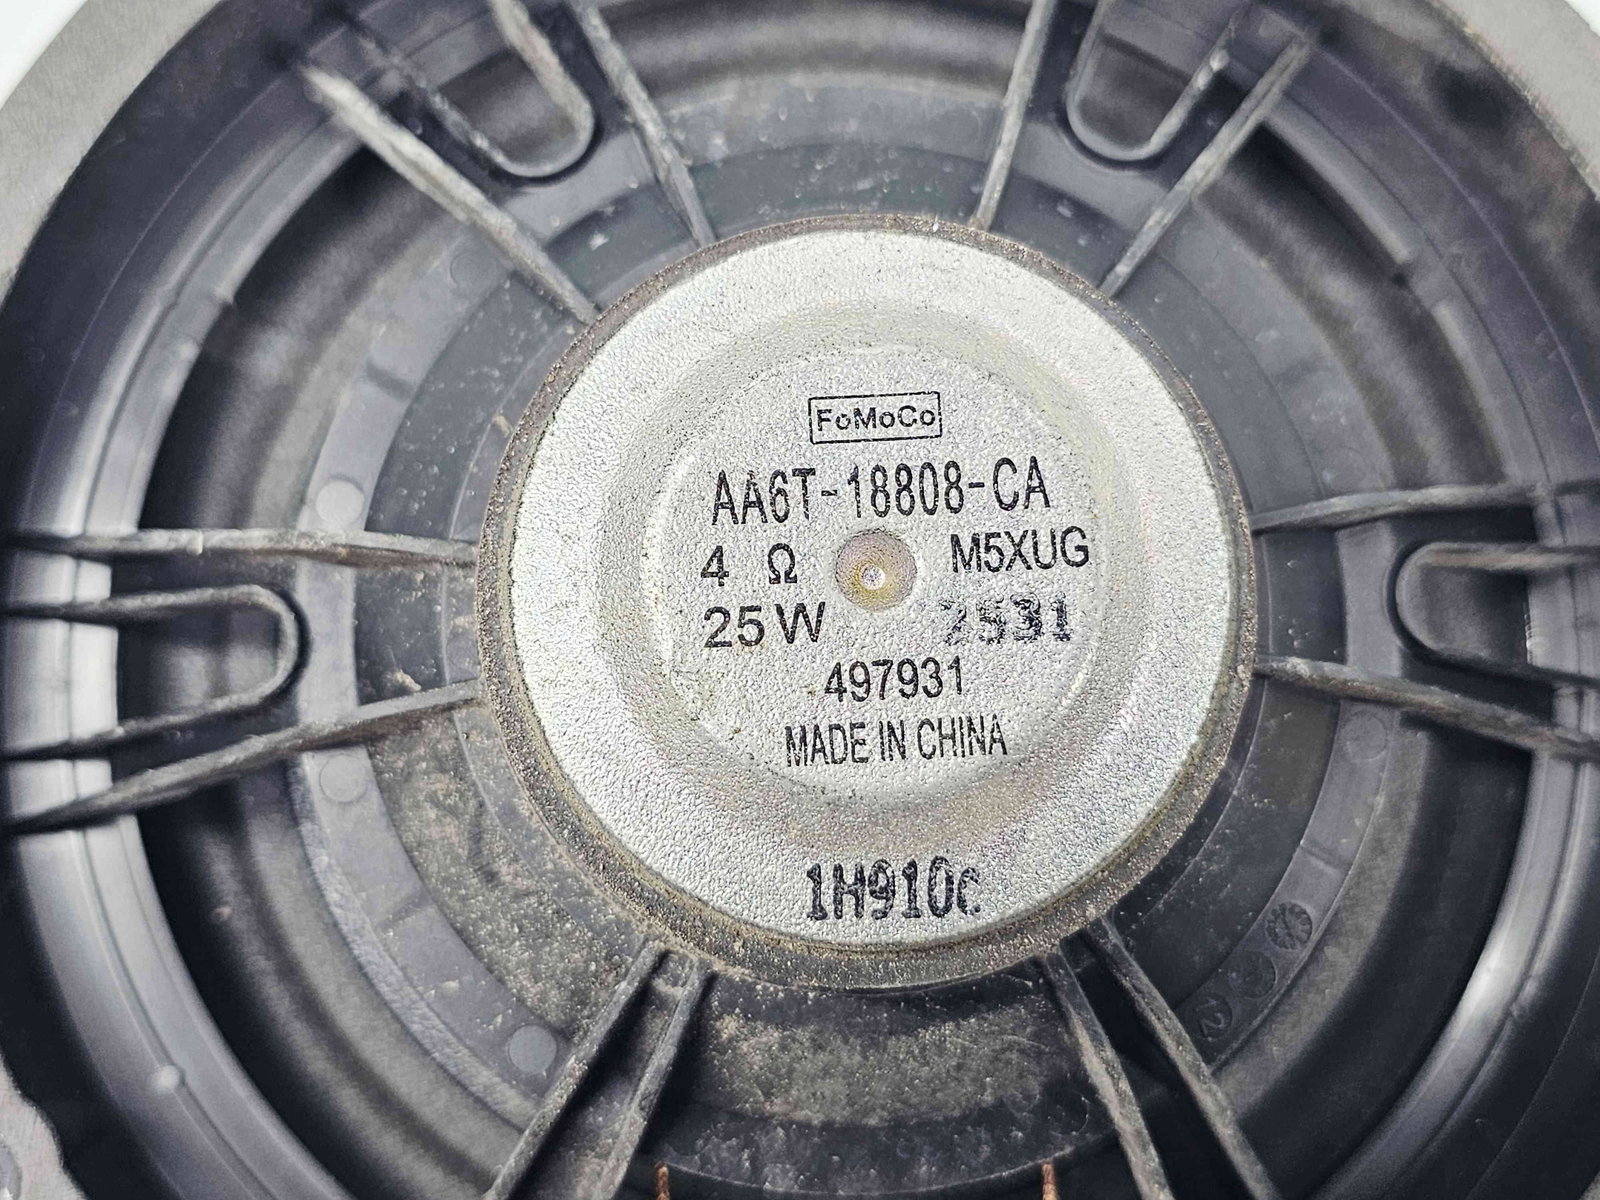 FoMoCo
AA6T-18808-CA
4 Ω M5XUG
25W 2531
497931
MADE IN CHINA
1H910C